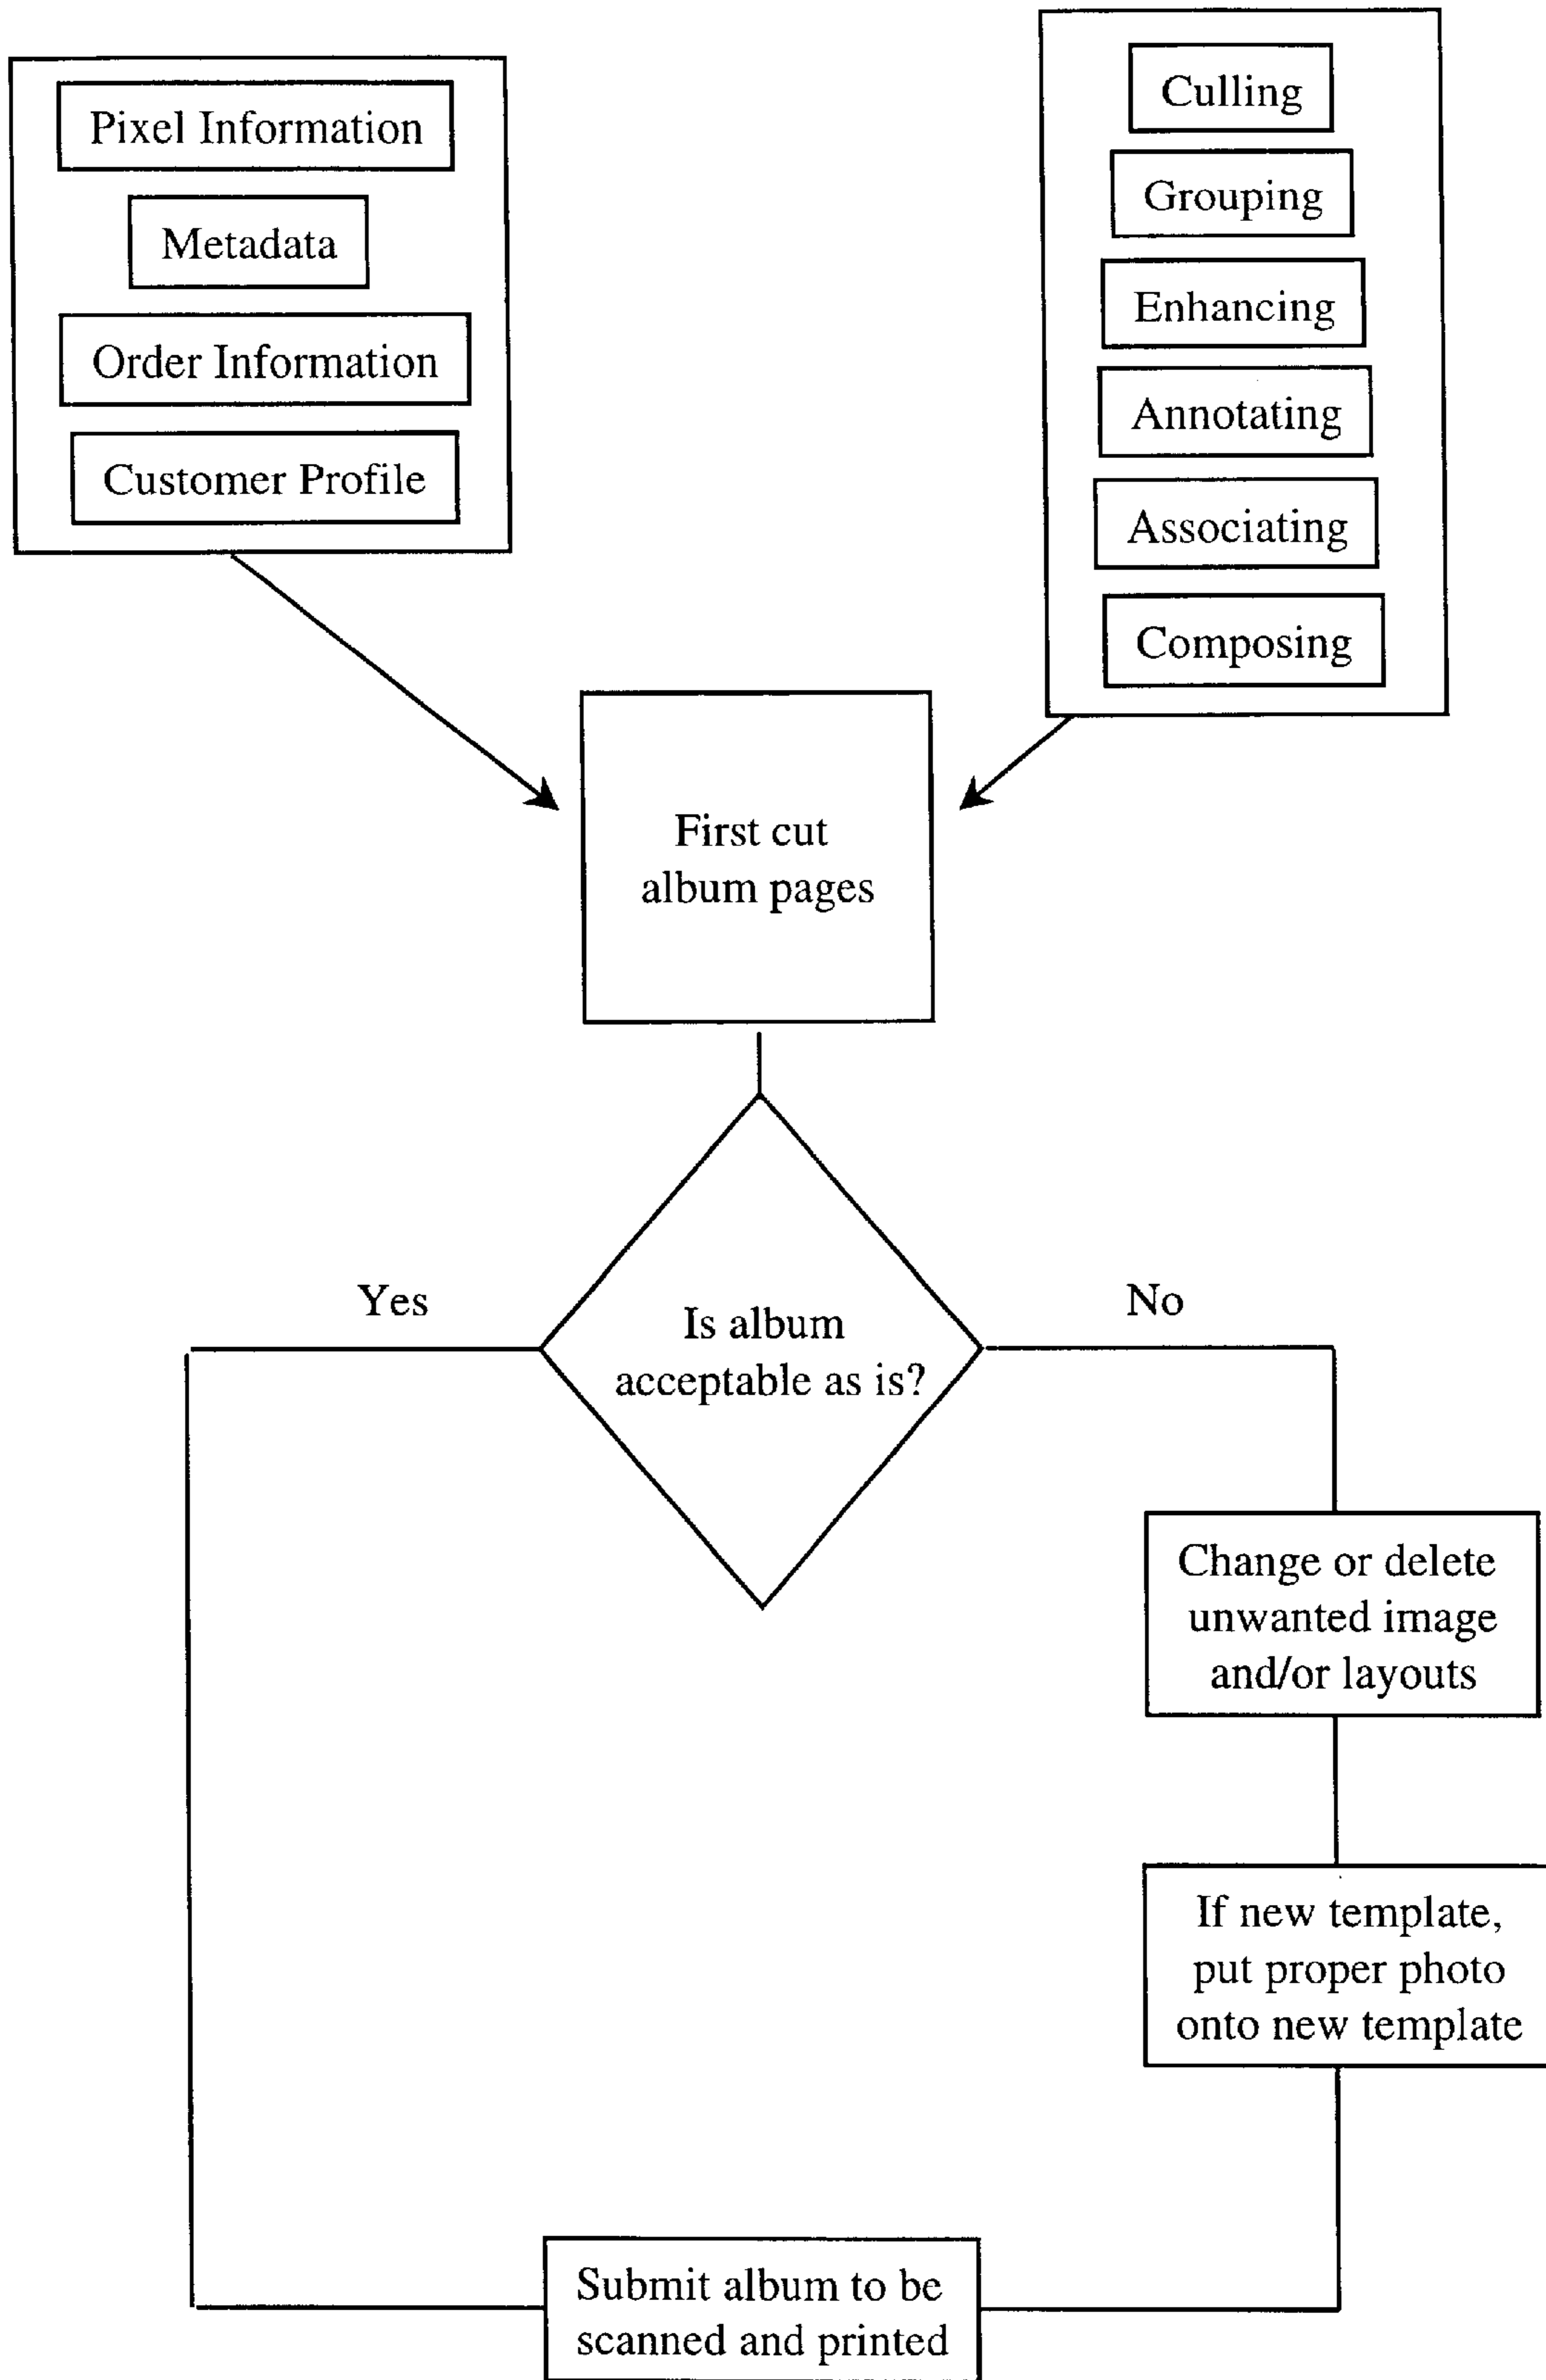 Pixel Information
Metadata
Order Information
Customer Profile
Culling
Grouping
Enhancing
Annotating
Associating
Composing
First cut
album pages
Is album
acceptable as is?
Yes
No
Change or delete
unwanted image
and/or layouts
If new template,
put proper photo
onto new template
Submit album to be
scanned and printed